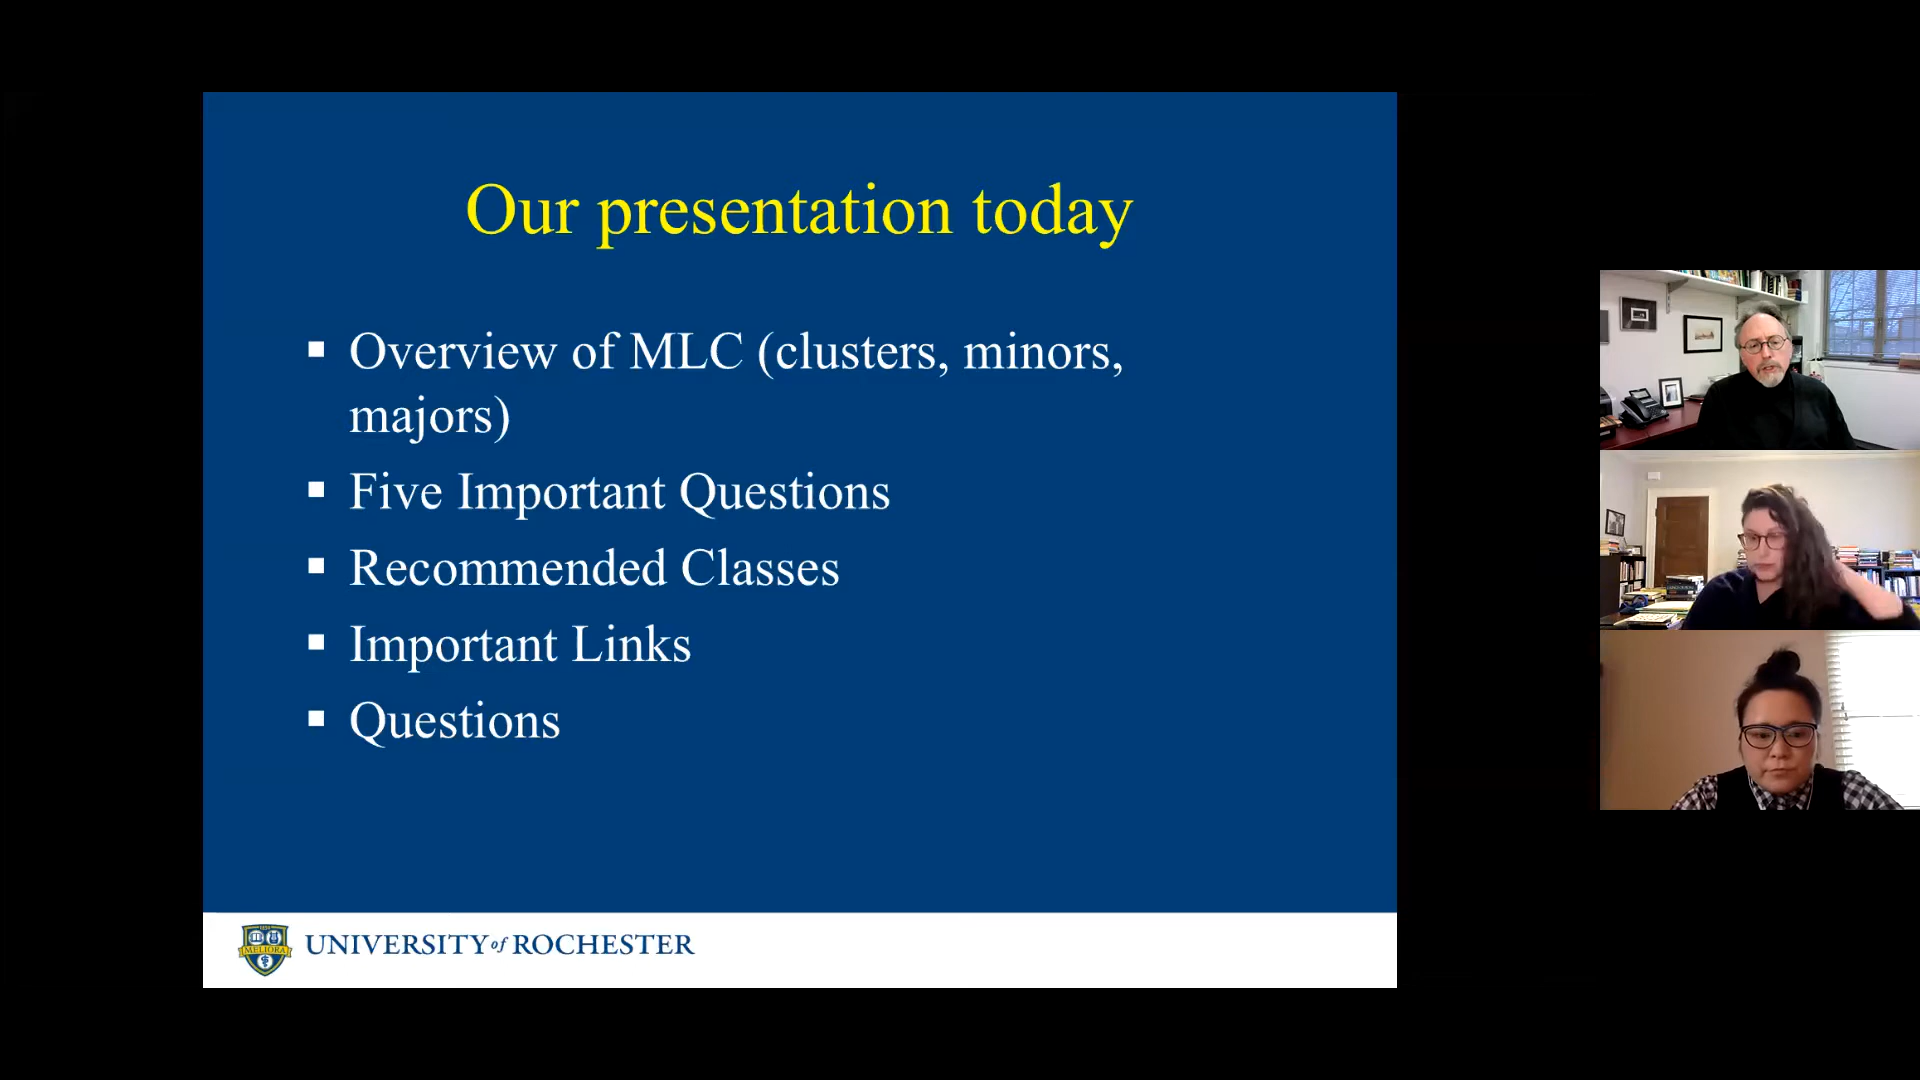 Our presentation today
▪ Overview of MLC (clusters, minors,
majors)
▪ Five Important Questions
▪ Recommended Classes
▪ Important Links
▪ Questions
MELIORA
UNIVERSITY of ROCHESTER